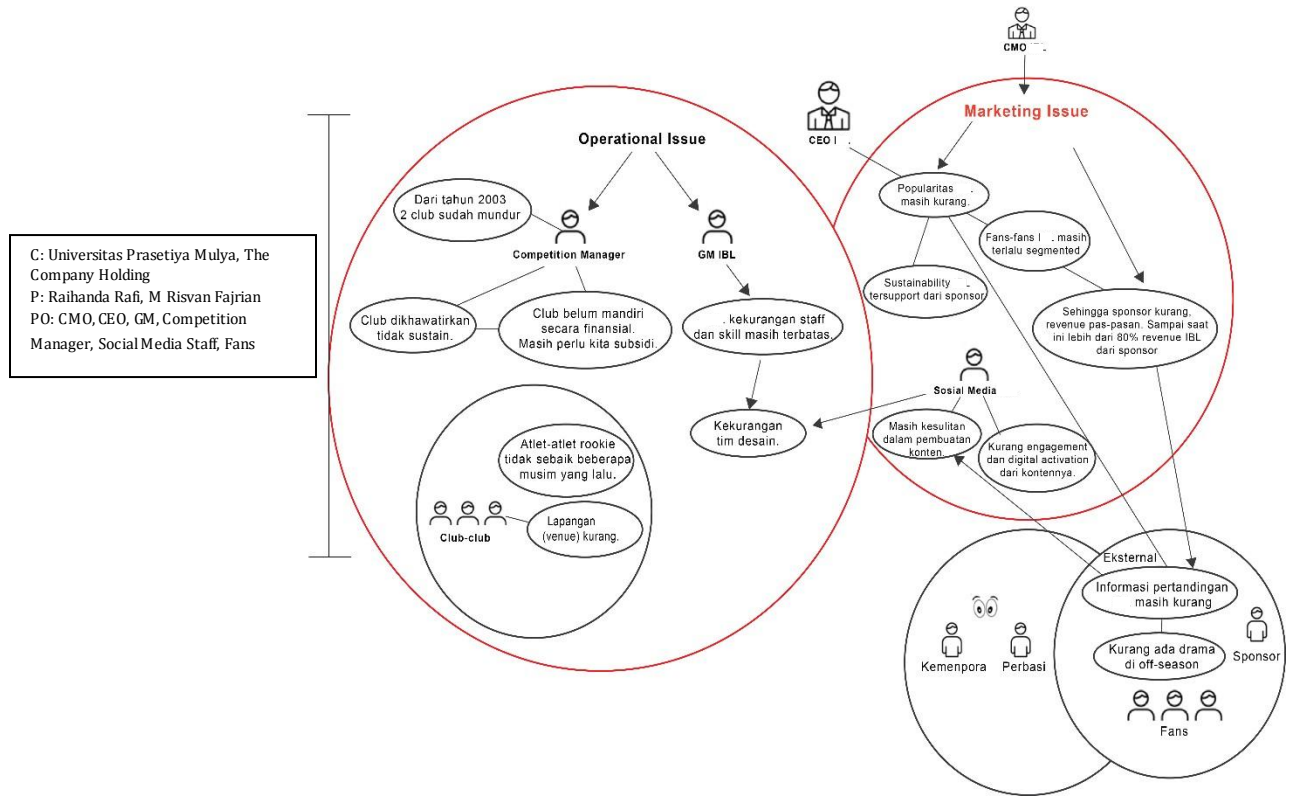 C: Universitas Prasetiya Mulya, The
Company Holding
P: Raihanda Rafi, M Risvan Fajrian
PO: CMO, CEO, GM, Competition
Manager, Social Media Staff, Fans
Operational Issue
Dari tahun 2003
2 club sudah mundur
Competition Manager
GM IBL
Club dikhawatirkan
tidak sustain.
Club belum mandiri
secara finansial.
Masih perlu kita subsidi.
. kekurangan staff
dan skill masih terbatas.
Kekurangan
tim desain.
Atlet-atlet rookie
tidak sebaik beberapa
musim yang lalu.
Club-club
Lapangan
(venue) kurang.
CMO
CEO
Marketing Issue
Popularitas
masih kurang.
Fans-fans masih
terlalu segmented
Sustainability
tersupport dari sponsor
Sehingga sponsor kurang,
revenue pas-pasan. Sampai saat
ini lebih dari 80% revenue IBL
dari sponsor
Sosial Media
Masih kesulitan
dalam pembuatan
konten.
Kurang engagement
dan digital activation
dari kontennya.
Eksternal
Informasi pertandingan
masih kurang
Kurang ada drama
di off-season
Sponsor
Kemenpora
Perbasi
Fans